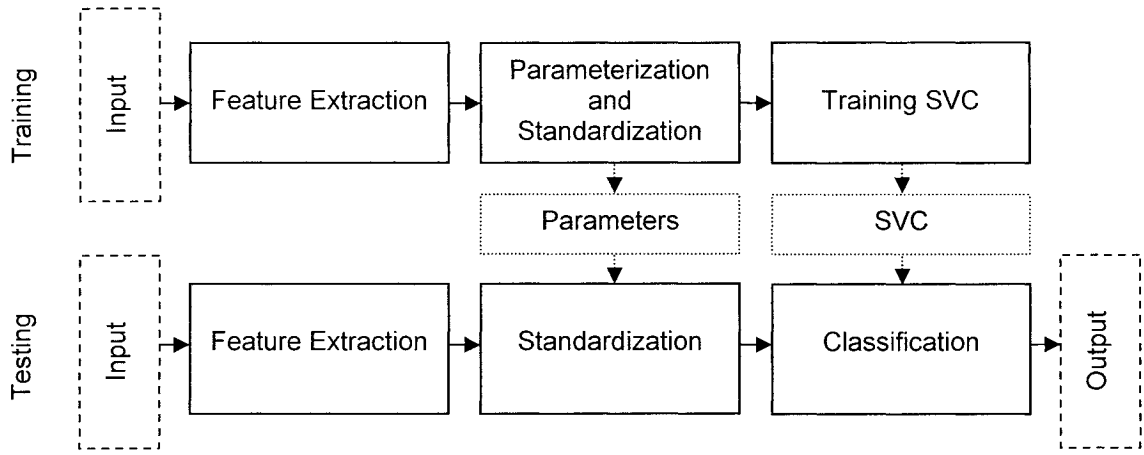 Training
Input
Feature Extraction
Parameterization
and
Standardization
Training SVC
Parameters
SVC
Testing
Input
Feature Extraction
Standardization
Classification
Output